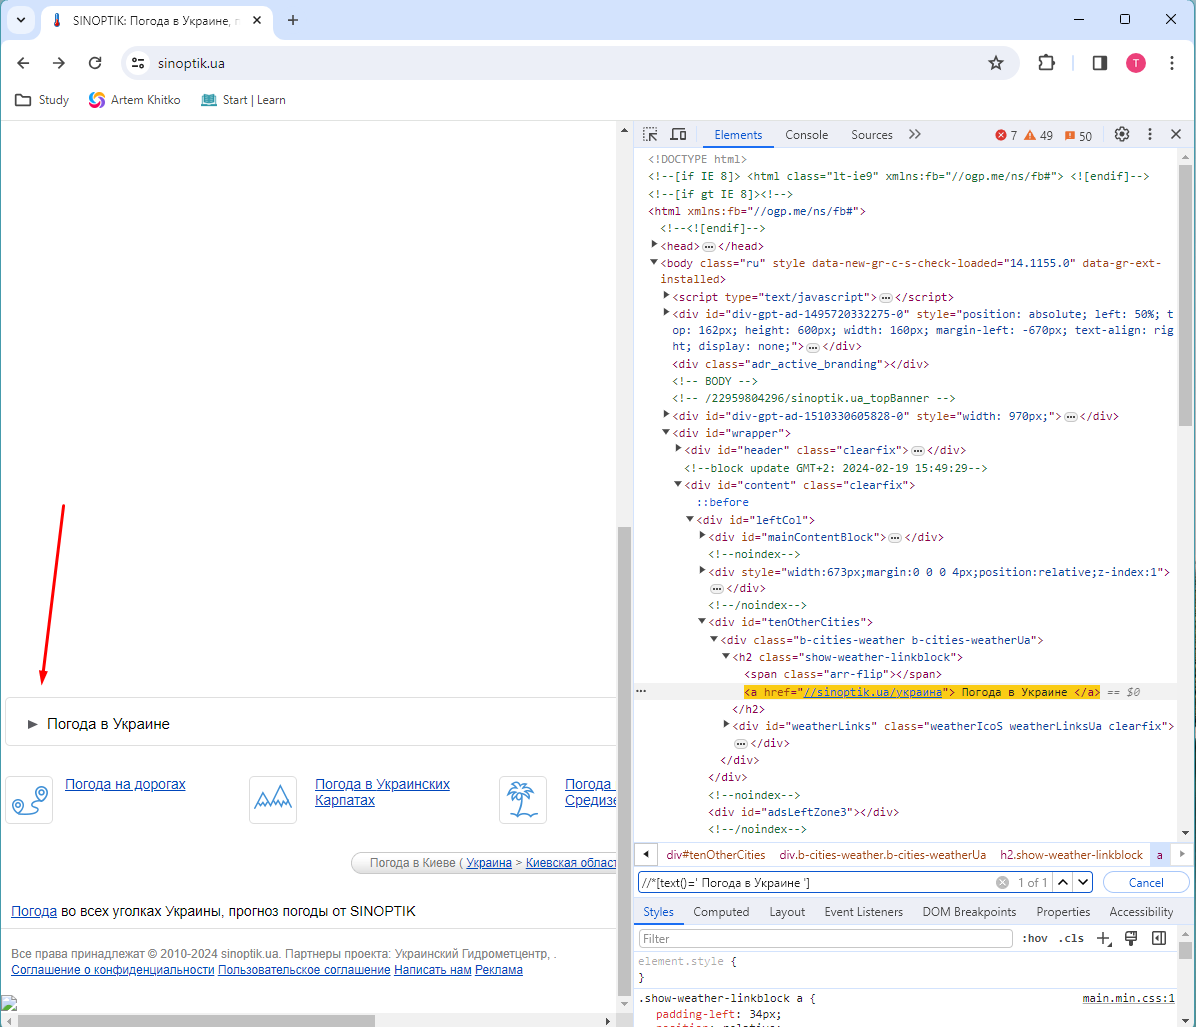 SINOPTIK: Погода в Украине, п
sinoptik.ua
T
Study
Artem Khitko
Start | Learn
Погода в Украине
Погода на дорогах
Погода в Украинских
Карпатах
Погода
Средизе
Погода в Киеве ( Украина > Киевская област
Погода во всех уголках Украины, прогноз погоды от SINOPTIK
Все права принадлежат © 2010-2024 sinoptik.ua. Партнеры проекта: Украинский Гидрометцентр, .
Соглашение о конфиденциальности Пользовательское соглашение Написать нам Реклама
Elements Console Sources 7 49 50
<!DOCTYPE html>
<!--[if IE 8]> <html class="lt-ie9" xmlns:fb="//ogp.me/ns/fb#"> <![endif]-->
<!--[if gt IE 8]><!-->
<html xmlns:fb="//ogp.me/ns/fb#">
<!--<![endif]-->
<head>…</head>
<body class="ru" style data-new-gr-c-s-check-loaded="14.1155.0" data-gr-ext-
installed>
<script type="text/javascript">…</script>
<div id="div-gpt-ad-1495720332275-0" style="position: absolute; left: 50%; t
op: 162px; height: 600px; width: 160px; margin-left: -670px; text-align: rig
ht; display: none;">…</div>
<div class="adr_active_branding"></div>
<!-- BODY -->
<!-- /22959804296/sinoptik.ua_topBanner -->
<div id="div-gpt-ad-1510330605828-0" style="width: 970px;">…</div>
<div id="wrapper">
<div id="header" class="clearfix">…</div>
<!--block update GMT+2: 2024-02-19 15:49:29-->
<div id="content" class="clearfix">
::before
<div id="leftCol">
<div id="mainContentBlock">…</div>
<!--noindex-->
<div style="width:673px;margin:0 0 0 4px;position:relative;z-index:1">
…</div>
<!--/noindex-->
<div id="tenOtherCities">
<div class="b-cities-weather b-cities-weatherUa">
<h2 class="show-weather-linkblock">
<span class="arr-flip"></span>
<a href="//sinoptik.ua/украина"> Погода в Украине </a> == $0
</h2>
<div id="weatherLinks" class="weatherIcoS weatherLinksUa clearfix">
…</div>
</div>
</div>
<!--noindex-->
<div id="adsLeftZone3"></div>
<!--/noindex-->
div#tenOtherCities div.b-cities-weather.b-cities-weatherUa h2.show-weather-linkblock a
//*[text()=' Погода в Украине '] 1 of 1 Cancel
Styles Computed Layout Event Listeners DOM Breakpoints Properties Accessibility
Filter :hov .cls
element.style {
}
.show-weather-linkblock a { main.min.css:1
padding-left: 34px;